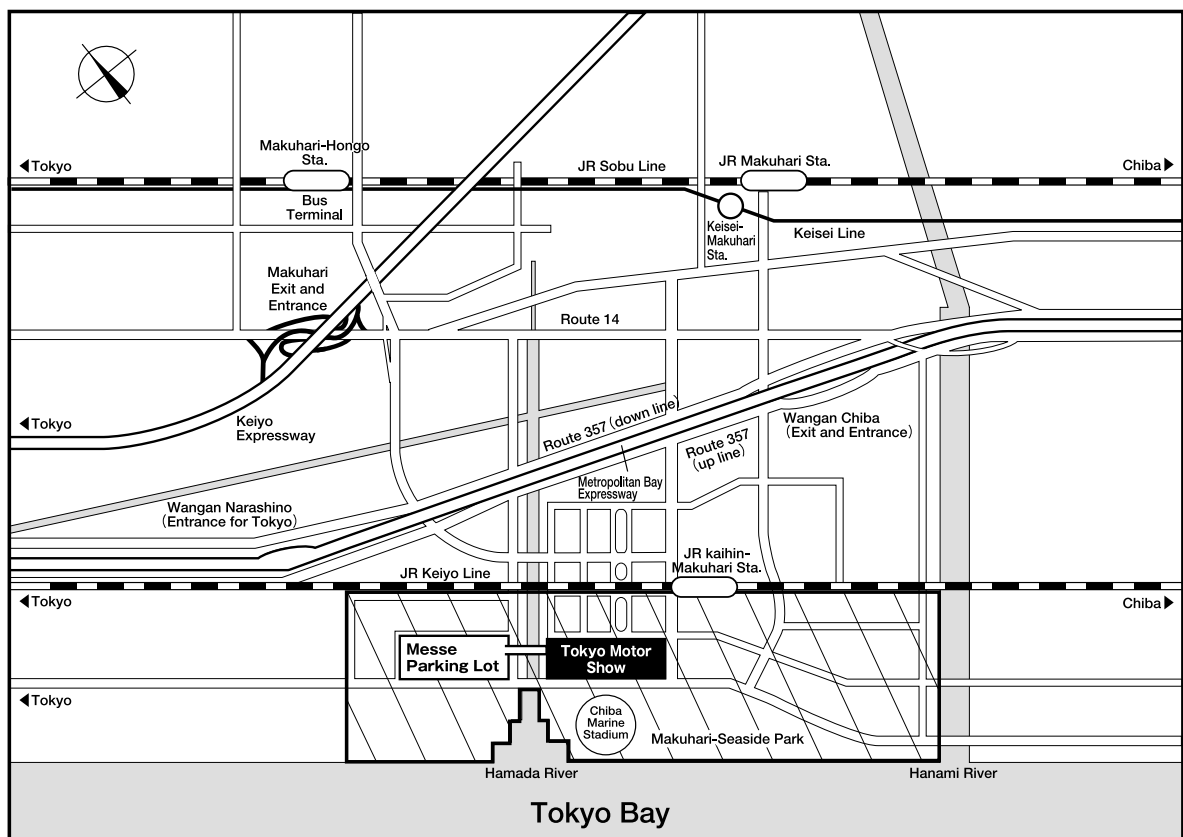 Makuhari-Hongo
Sta.
Tokyo
JR Sobu Line
JR Makuhari Sta.
Chiba
Bus
Terminal
Keisei-
Makuhari
Sta.
Keisei Line
Makuhari
Exit and
Entrance
Route 14
Tokyo
Keiyo
Expressway
Route 357 (down line)
Wangan Chiba
(Exit and Entrance)
Route 357
(up line)
Metropolitan Bay
Expressway
Wangan Narashino
(Entrance for Tokyo)
JR Keiyo Line
JR kaihin-
Makuhari Sta.
Tokyo
Chiba
Messe
Parking Lot
Tokyo Motor
Show
Tokyo
Chiba
Marine
Stadium
Makuhari-Seaside Park
Hamada River
Hanami River
Tokyo Bay